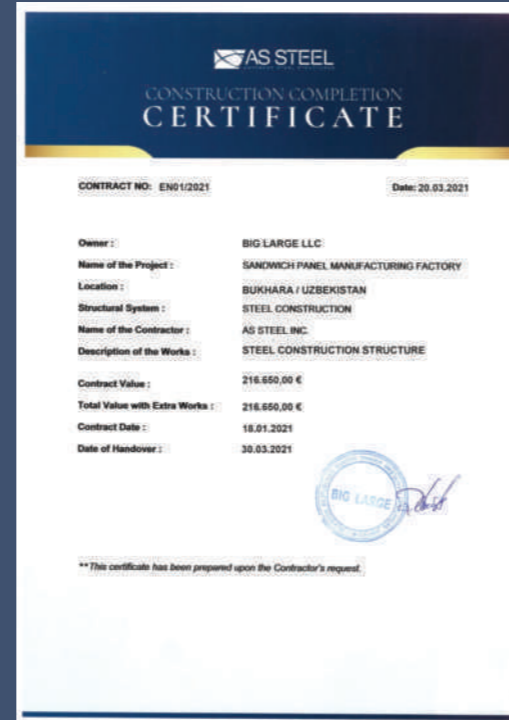 AS STEEL
CONSTRUCTION COMPLETION
CERTIFICATE
CONTRACT NO: EN01/2021 Date: 20.03.2021
Owner : BIG LARGE LLC
Name of the Project : SANDWICH PANEL MANUFACTURING FACTORY
Location : BUKHARA / UZBEKISTAN
Structural System : STEEL CONSTRUCTION
Name of the Contractor : AS STEEL INC.
Description of the Works : STEEL CONSTRUCTION STRUCTURE
Contract Value : 216.650,00 €
Total Value with Extra Works : 216.650,00 €
Contract Date : 18.01.2021
Date of Handover : 30.03.2021
BIG LARGE
**This certificate has been prepared upon the Contractor's request.